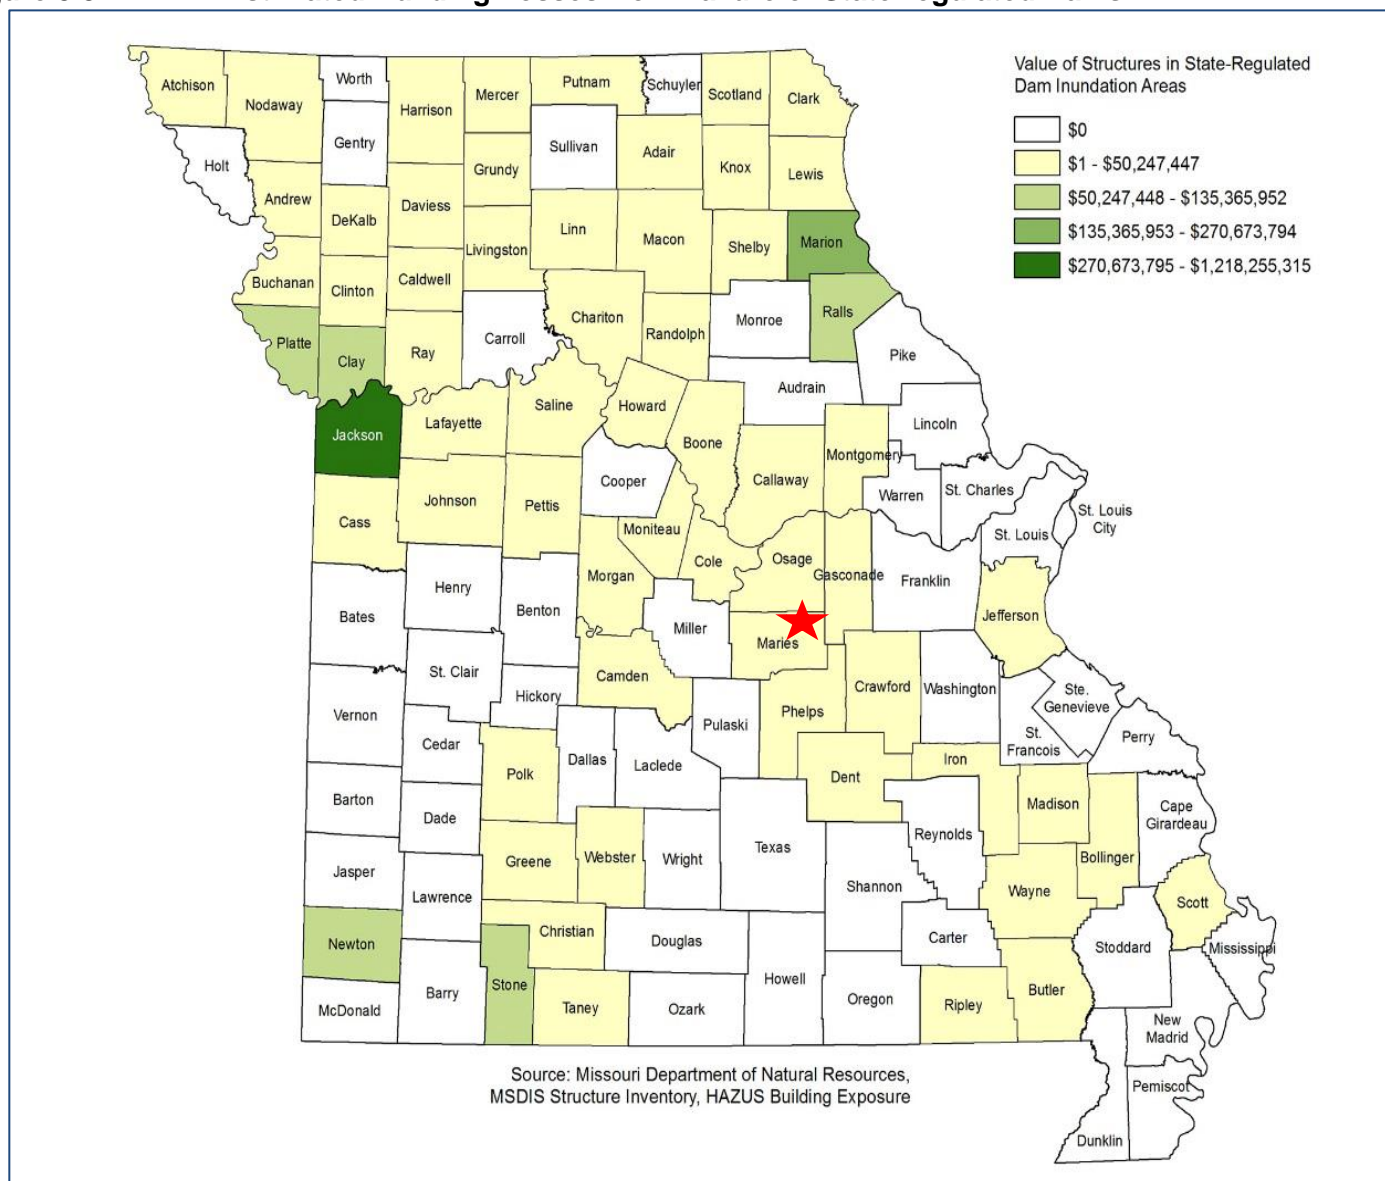 Value of Structures in State-Regulated
Dam Inundation Areas
$0
$1 - $50,247,447
$50,247,448 - $135,365,952
$135,365,953 - $270,673,794
$270,673,795 - $1,218,255,315
Atchison
Nodaway
Worth
Gentry
Harrison
Mercer
Putnam
Schuyler
Scotland
Clark
Holt
Andrew
DeKalb
Daviess
Grundy
Sullivan
Adair
Knox
Lewis
Buchanan
Clinton
Caldwell
Livingston
Linn
Macon
Shelby
Marion
Platte
Clay
Ray
Carroll
Chariton
Randolph
Monroe
Ralls
Pike
Audrain
Jackson
Lafayette
Saline
Howard
Boone
Callaway
Montgomery
Lincoln
Warren
St. Charles
St. Louis
City
St. Louis
Cass
Johnson
Pettis
Cooper
Moniteau
Cole
Osage
Gasconade
Franklin
Jefferson
Bates
Henry
Benton
Morgan
Miller
Maries
Camden
St. Clair
Hickory
Vernon
Cedar
Polk
Dallas
Laclede
Pulaski
Phelps
Crawford
Washington
Ste.
Genevieve
St.
Francois
Perry
Barton
Dade
Dent
Iron
Madison
Cape
Girardeau
Jasper
Lawrence
Greene
Webster
Wright
Texas
Shannon
Reynolds
Bollinger
Wayne
Scott
Newton
Christian
Douglas
Carter
Stoddard
Mississippi
McDonald
Barry
Stone
Taney
Ozark
Howell
Oregon
Ripley
Butler
New
Madrid
Pemiscot
Dunklin
Source: Missouri Department of Natural Resources,
MSDIS Structure Inventory, HAZUS Building Exposure